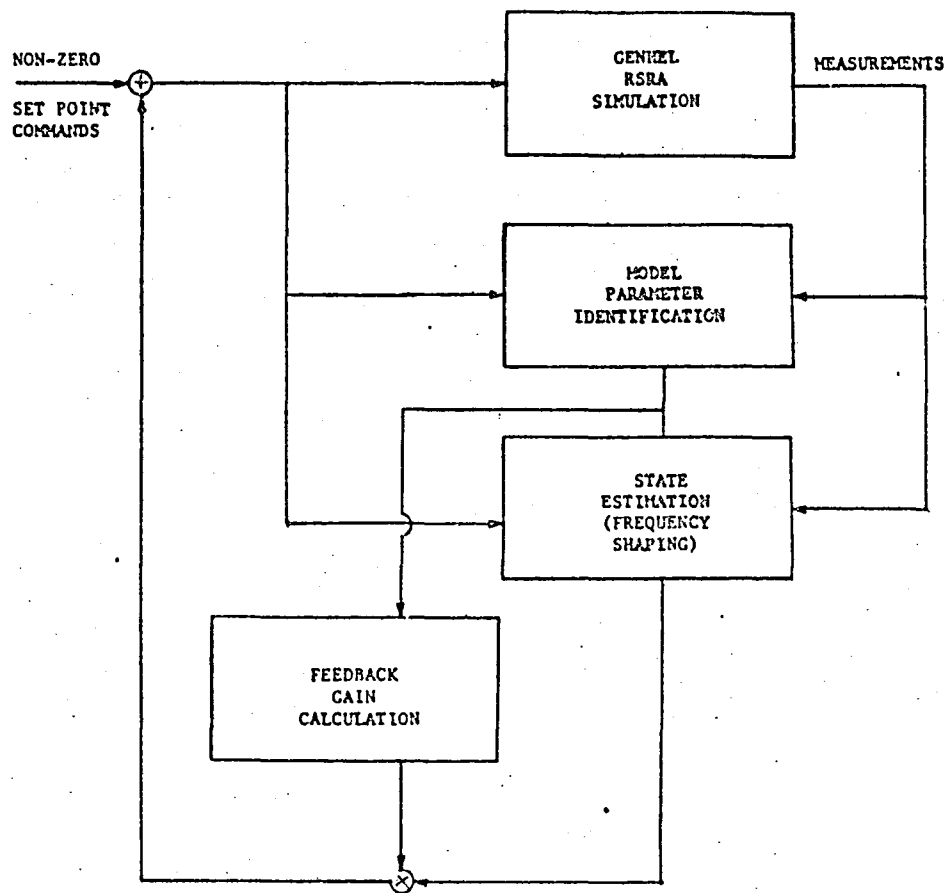 NON-ZERO
SET POINT
COMMANDS
+
GENHEL
RSRA
SIMULATION
MEASUREMENTS
MODEL
PARAMETER
IDENTIFICATION
STATE
ESTIMATION
(FREQUENCY
SHAPING)
FEEDBACK
GAIN
CALCULATION
×